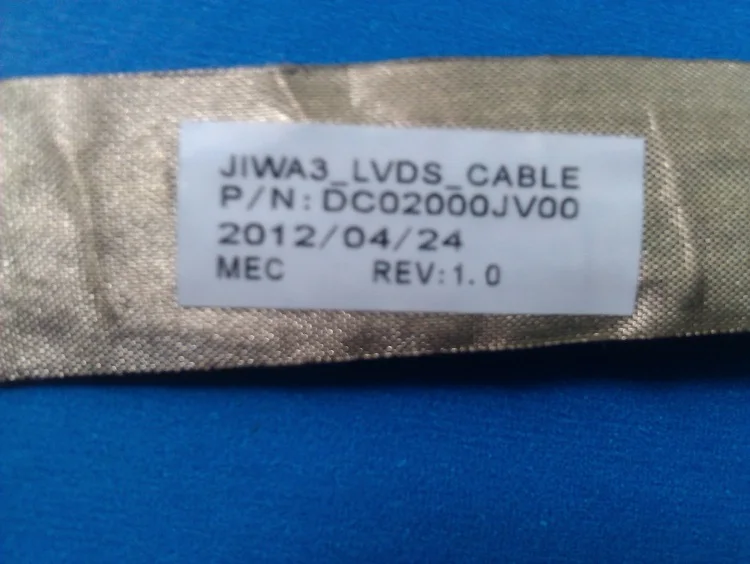 JIWA3_LVDS_CABLE
P/N:DC02000JV00
2012/04/24
MEC REV:1.0